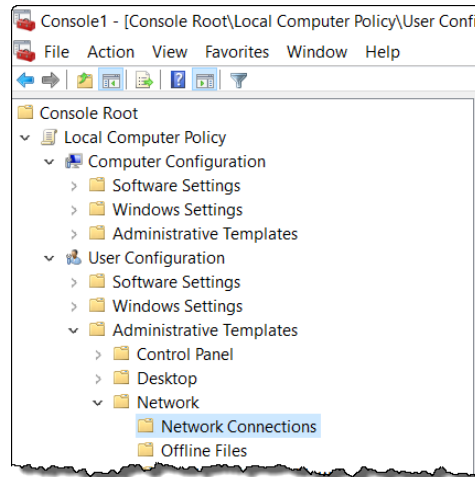 Console1 - [Console Root\Local Computer Policy\User Confi
File Action View Favorites Window Help
Console Root
Local Computer Policy
Computer Configuration
Software Settings
Windows Settings
Administrative Templates
User Configuration
Software Settings
Windows Settings
Administrative Templates
Control Panel
Desktop
Network
Network Connections
Offline Files